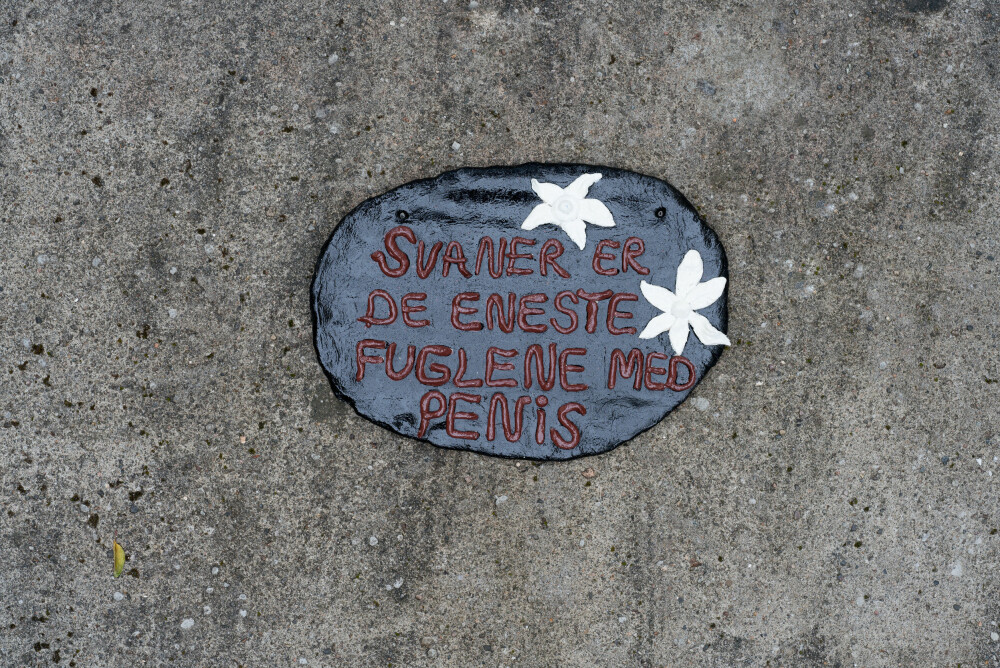 SVANER ER
DE ENESTE
FUGLENE MED
PENiS